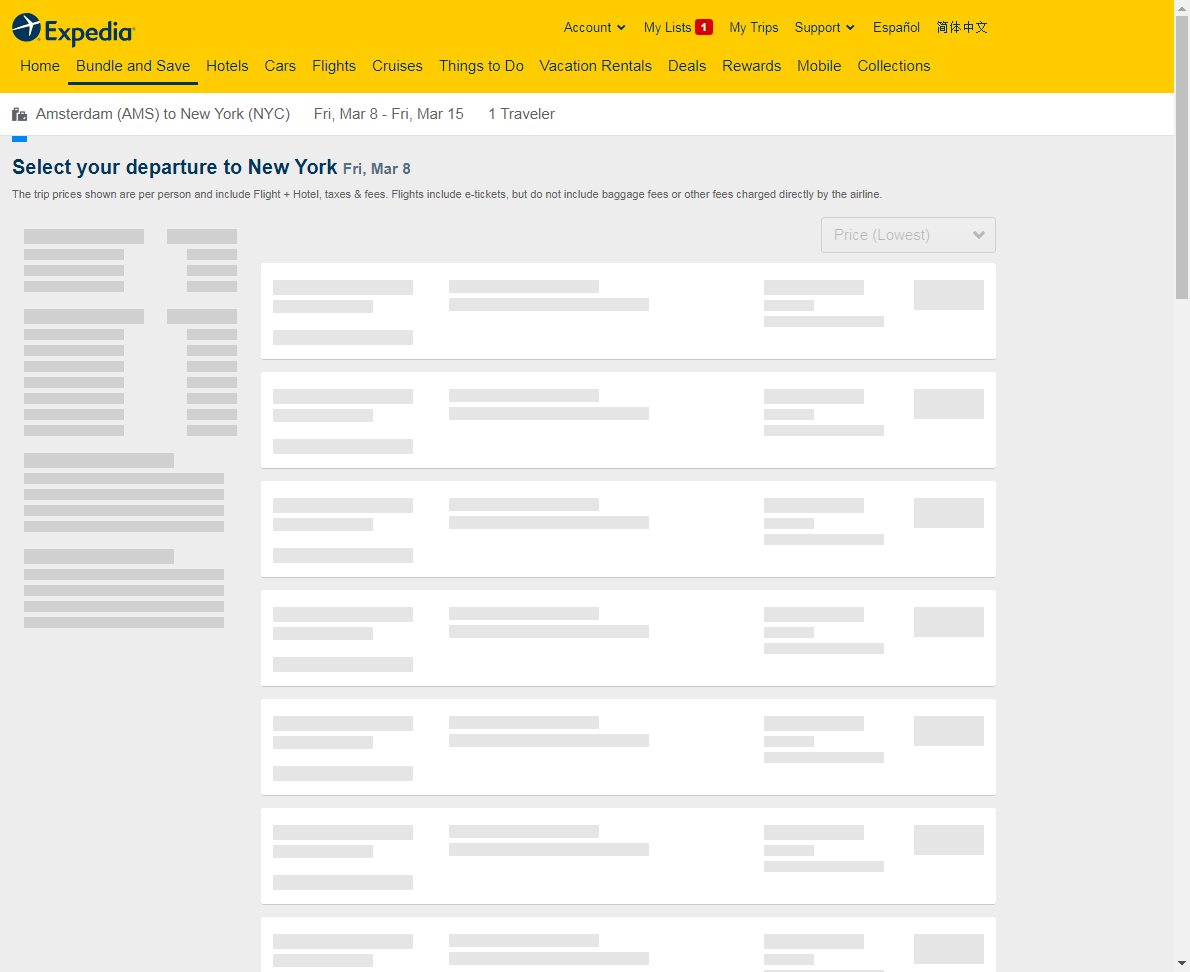 Expedia
Account My Lists 1 My Trips Support Español 简体中文
Home Bundle and Save Hotels Cars Flights Cruises Things to Do Vacation Rentals Deals Rewards Mobile Collections
Amsterdam (AMS) to New York (NYC) Fri, Mar 8 - Fri, Mar 15 1 Traveler
Select your departure to New York Fri, Mar 8
The trip prices shown are per person and include Flight + Hotel, taxes & fees. Flights include e-tickets, but do not include baggage fees or other fees charged directly by the airline.
Price (Lowest)